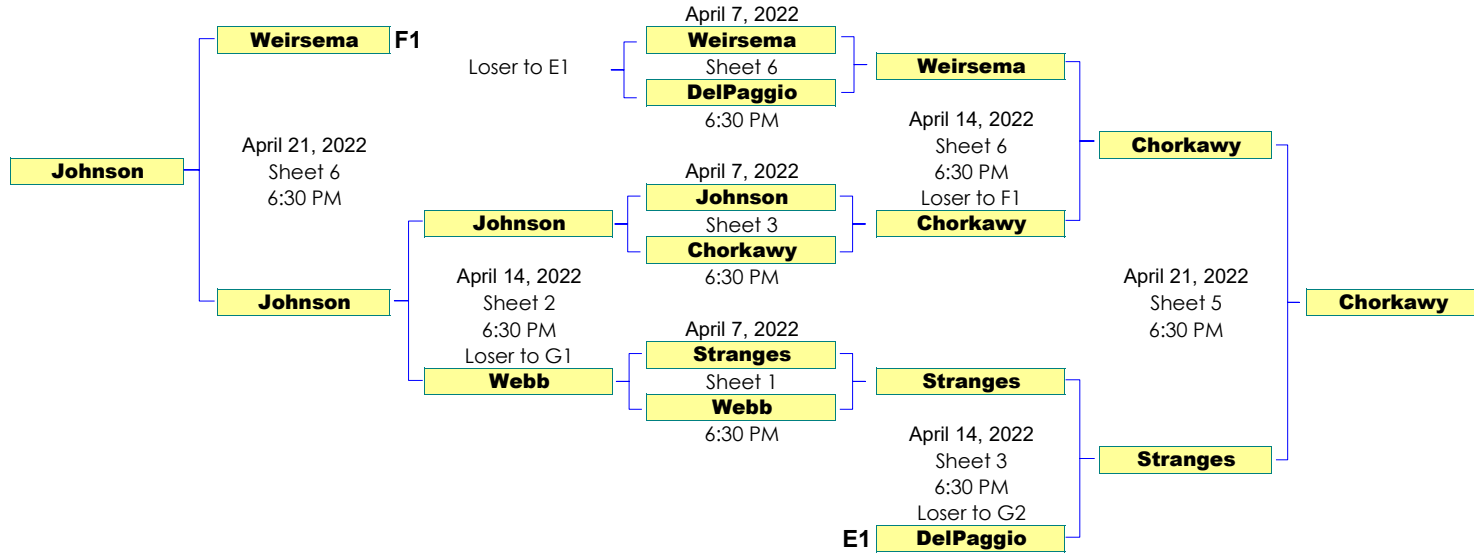 April 7, 2022
Weirsema F1
Weirsema
Loser to E1
Sheet 6
Weirsema
DelPaggio
6:30 PM
April 14, 2022
Sheet 6
6:30 PM
Loser to F1
Chorkawy
April 21, 2022
Sheet 6
6:30 PM
Johnson
April 7, 2022
Johnson
Johnson
Sheet 3
Chorkawy
Chorkawy
6:30 PM
April 14, 2022
Sheet 2
6:30 PM
Loser to G1
Johnson
April 21, 2022
Sheet 5
6:30 PM
Chorkawy
April 7, 2022
Stranges
Webb
Sheet 1
Stranges
Webb
6:30 PM
April 14, 2022
Sheet 3
6:30 PM
Loser to G2
Stranges
E1 DelPaggio